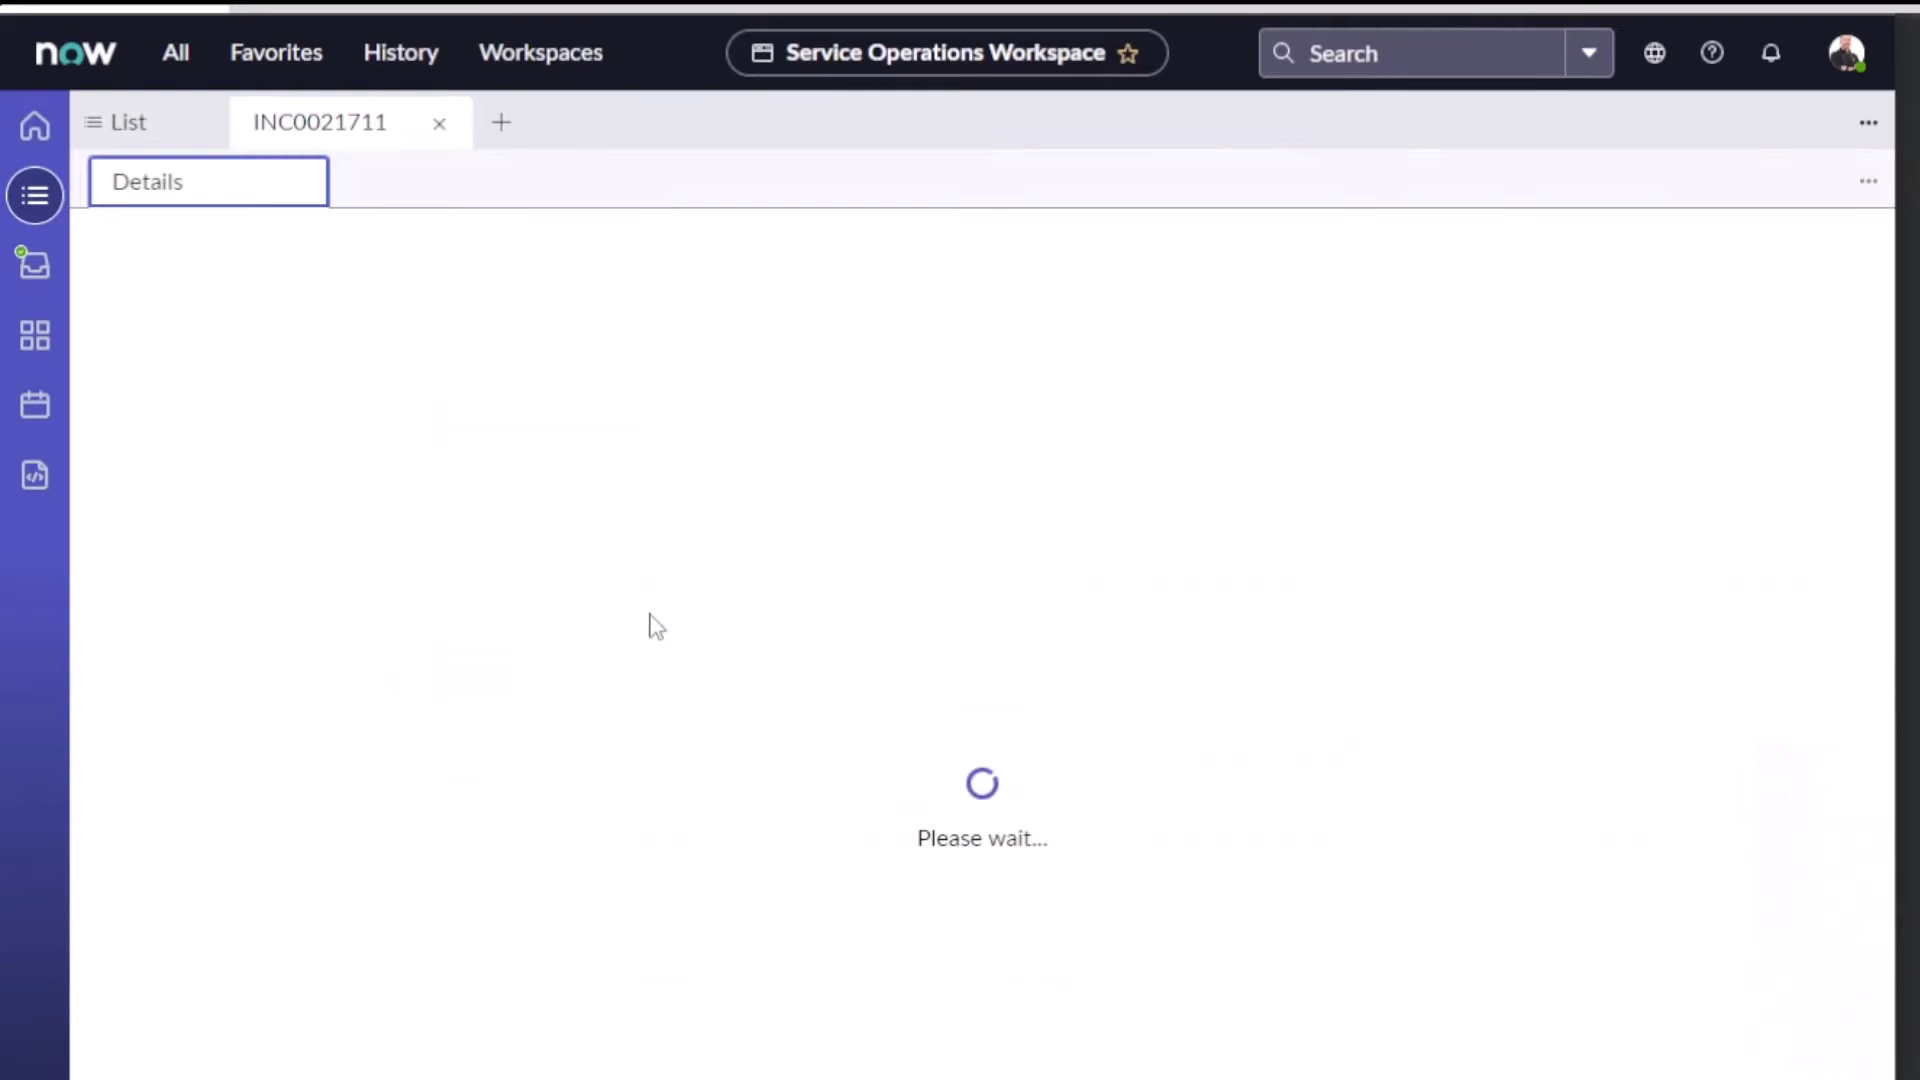 now All Favorites History Workspaces Service Operations Workspace Search
List INC0021711
Details
Please wait...